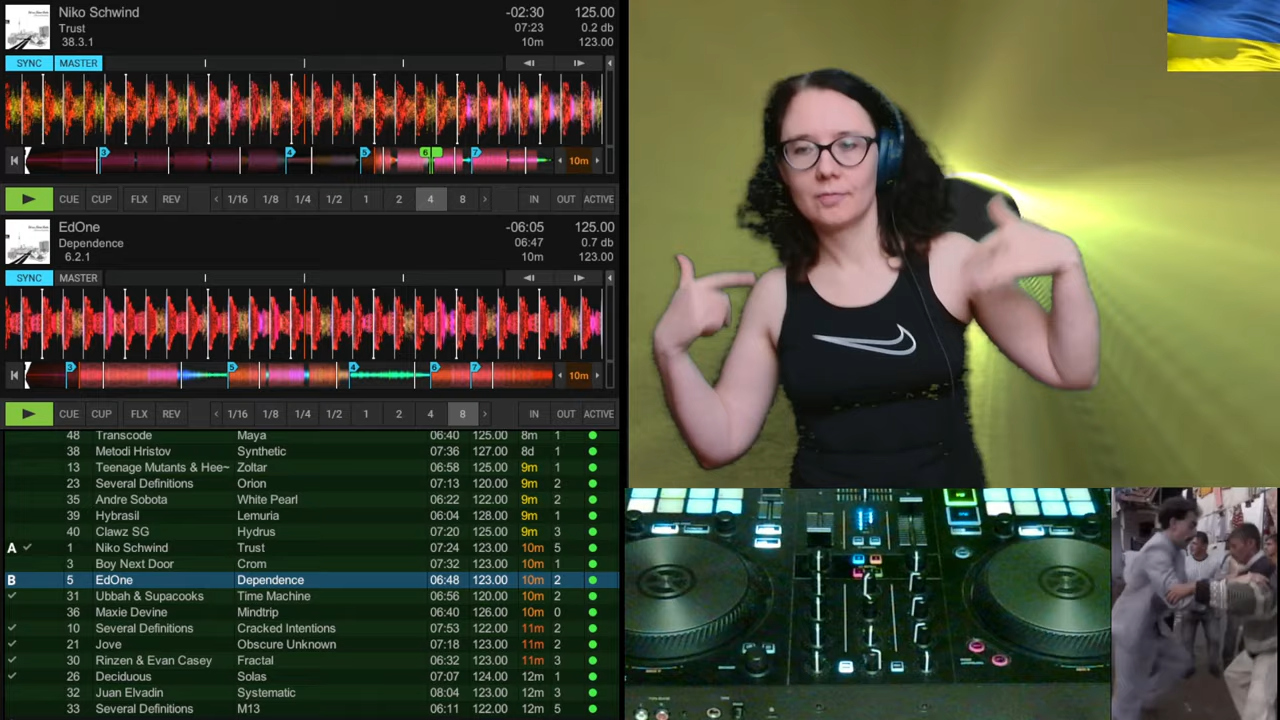 Niko Schwind -02:30 125.00
Trust 07:23 0.2 db
38.3.1 10m 123.00
SYNC MASTER
3 4 5 6 7 10m
CUE CUP FLX REV 1/16 1/8 1/4 1/2 1 2 4 8 IN OUT ACTIVE
EdOne -06:05 125.00
Dependence 06:47 0.7 db
6.2.1 10m 123.00
SYNC MASTER
3 5 4 6 7 10m
CUE CUP FLX REV 1/16 1/8 1/4 1/2 1 2 4 8 IN OUT ACTIVE
48 Transcode Maya 06:40 125.00 8m 1
38 Metodi Hristov Synthetic 07:36 127.00 8d 1
13 Teenage Mutants & Hee~ Zoltar 06:58 125.00 9m 1
23 Several Definitions Orion 07:13 120.00 9m 2
35 Andre Sobota White Pearl 06:22 122.00 9m 2
39 Hybrasil Lemuria 06:04 128.00 9m 1
40 Clawz SG Hydrus 07:20 125.00 9m 3
A 1 Niko Schwind Trust 07:24 123.00 10m 5
3 Boy Next Door Crom 07:32 123.00 10m 1
B 5 EdOne Dependence 06:48 123.00 10m 2
31 Ubbah & Supacooks Time Machine 06:56 120.00 10m 2
36 Maxie Devine Mindtrip 06:40 126.00 10m 0
10 Several Definitions Cracked Intentions 07:53 122.00 11m 2
21 Jove Obscure Unknown 07:18 123.00 11m 2
30 Rinzen & Evan Casey Fractal 06:32 123.00 11m 3
26 Deciduous Solas 07:07 124.00 12m 1
32 Juan Elvadin Systematic 08:04 123.00 12m 3
33 Several Definitions M13 06:11 122.00 12m 5